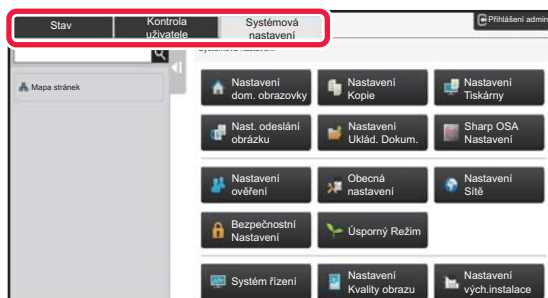 Stav
Kontrola
uživatele
Systémová
nastavení
Přihlášení admin
Mapa stránek
Nastavení
dom. obrazovky
Nastavení
Kopie
Nastavení
Tiskárny
Nast. odeslání
obrázku
Nastavení
Uklád. Dokum.
Sharp OSA
Nastavení
Nastavení
ověření
Obecná
nastavení
Nastavení
Sítě
Bezpečnostní
Nastavení
Úsporný Režim
Systém řízení
Nastavení
Kvality obrazu
Nastavení
vých.instalace